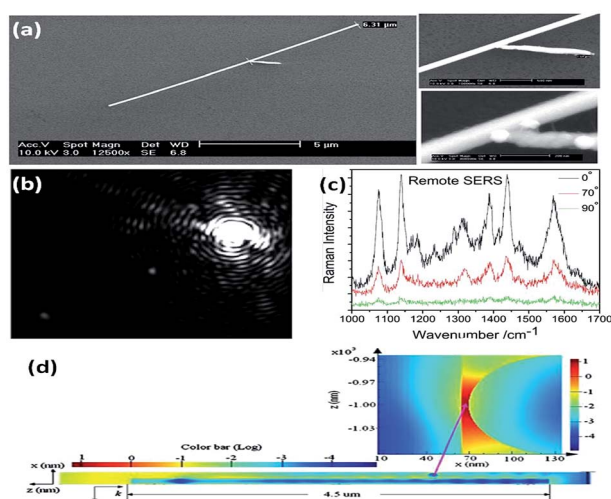 (a)
6.31 μm
Acc.V Spot Magn Det WD
10.0 kV 3.0 12500x SE 6.8
5 μm
(b)
(c)
Remote SERS
0°
70°
90°
Raman Intensity
1000 1100 1200 1300 1400 1500 1600 1700
Wavenumber /cm-1
(d)
x10³
-0.94
-0.97
-1.00
-1.03
z (nm)
10 40 70 100 130
x (nm)
1
0
-1
-2
-3
-4
Color bar (Log)
1 0 -1 -2 -4
x (nm)
z (nm)
k
4.5 um